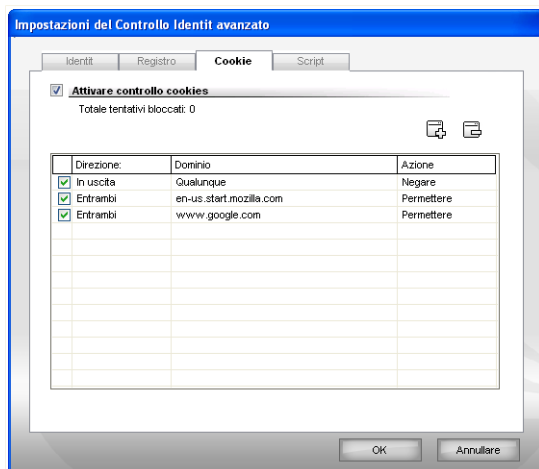 Impostazioni del Controllo Identit avanzato
Identit Registro Cookie Script
Attivare controllo cookies
Totale tentativi bloccati: 0
Direzione: Dominio Azione
In uscita Qualunque Negare
Entrambi en-us.start.mozilla.com Permettere
Entrambi www.google.com Permettere
OK Annullare